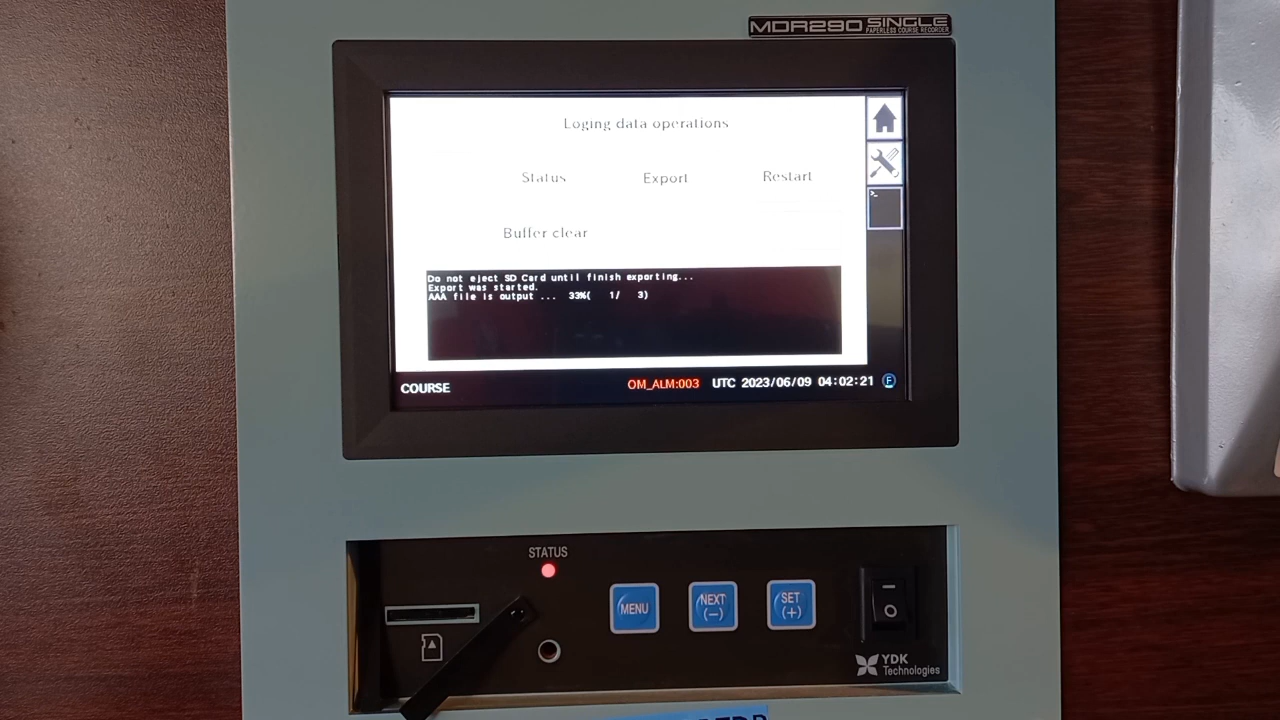 MDR290 SINGLE
PAPERLESS COURSE RECORDER
Loging data operations
Status Export Restart
Buffer clear
Do not eject SD Card until finish exporting...
Export was started.
AAA file is output ... 33%( 1/ 3)
COURSE OM_ALM:003 UTC 2023/06/09 04:02:21 F
STATUS
MENU NEXT (-) SET (+)
YDK
Technologies